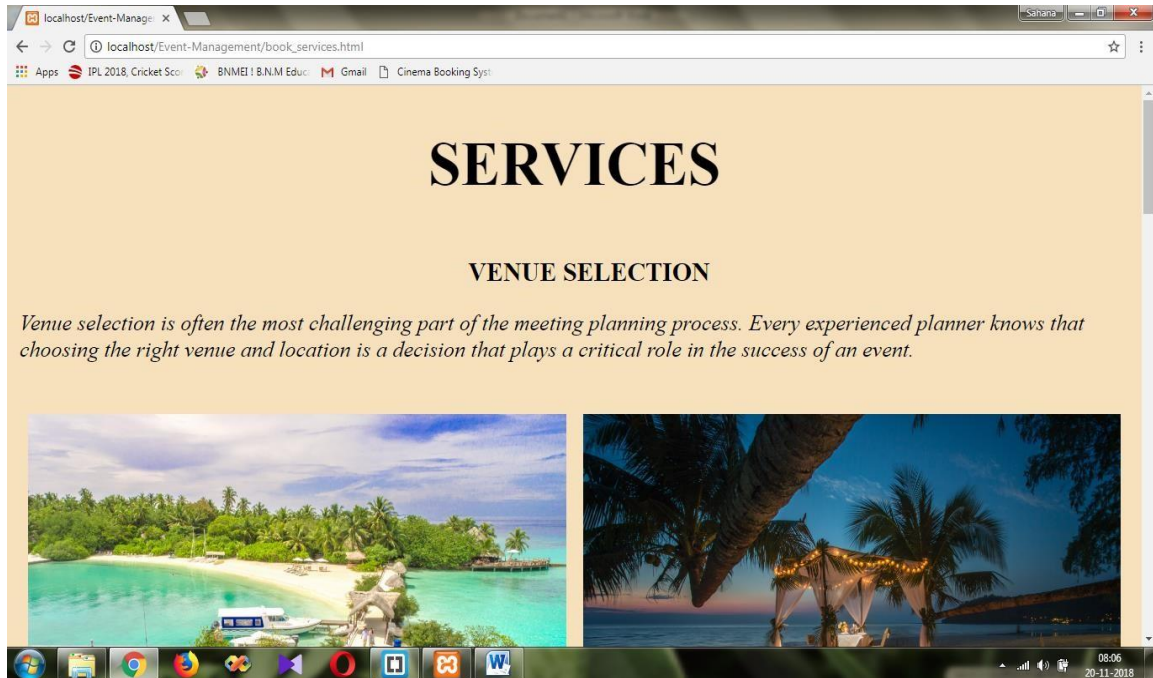 localhost/Event-Manage
Sahana
localhost/Event-Management/book_services.html
Apps IPL 2018, Cricket Sco BNMEI ! B.N.M Educ Gmail Cinema Booking Syst
SERVICES
VENUE SELECTION
Venue selection is often the most challenging part of the meeting planning process. Every experienced planner knows that
choosing the right venue and location is a decision that plays a critical role in the success of an event.
08:06
20-11-2018